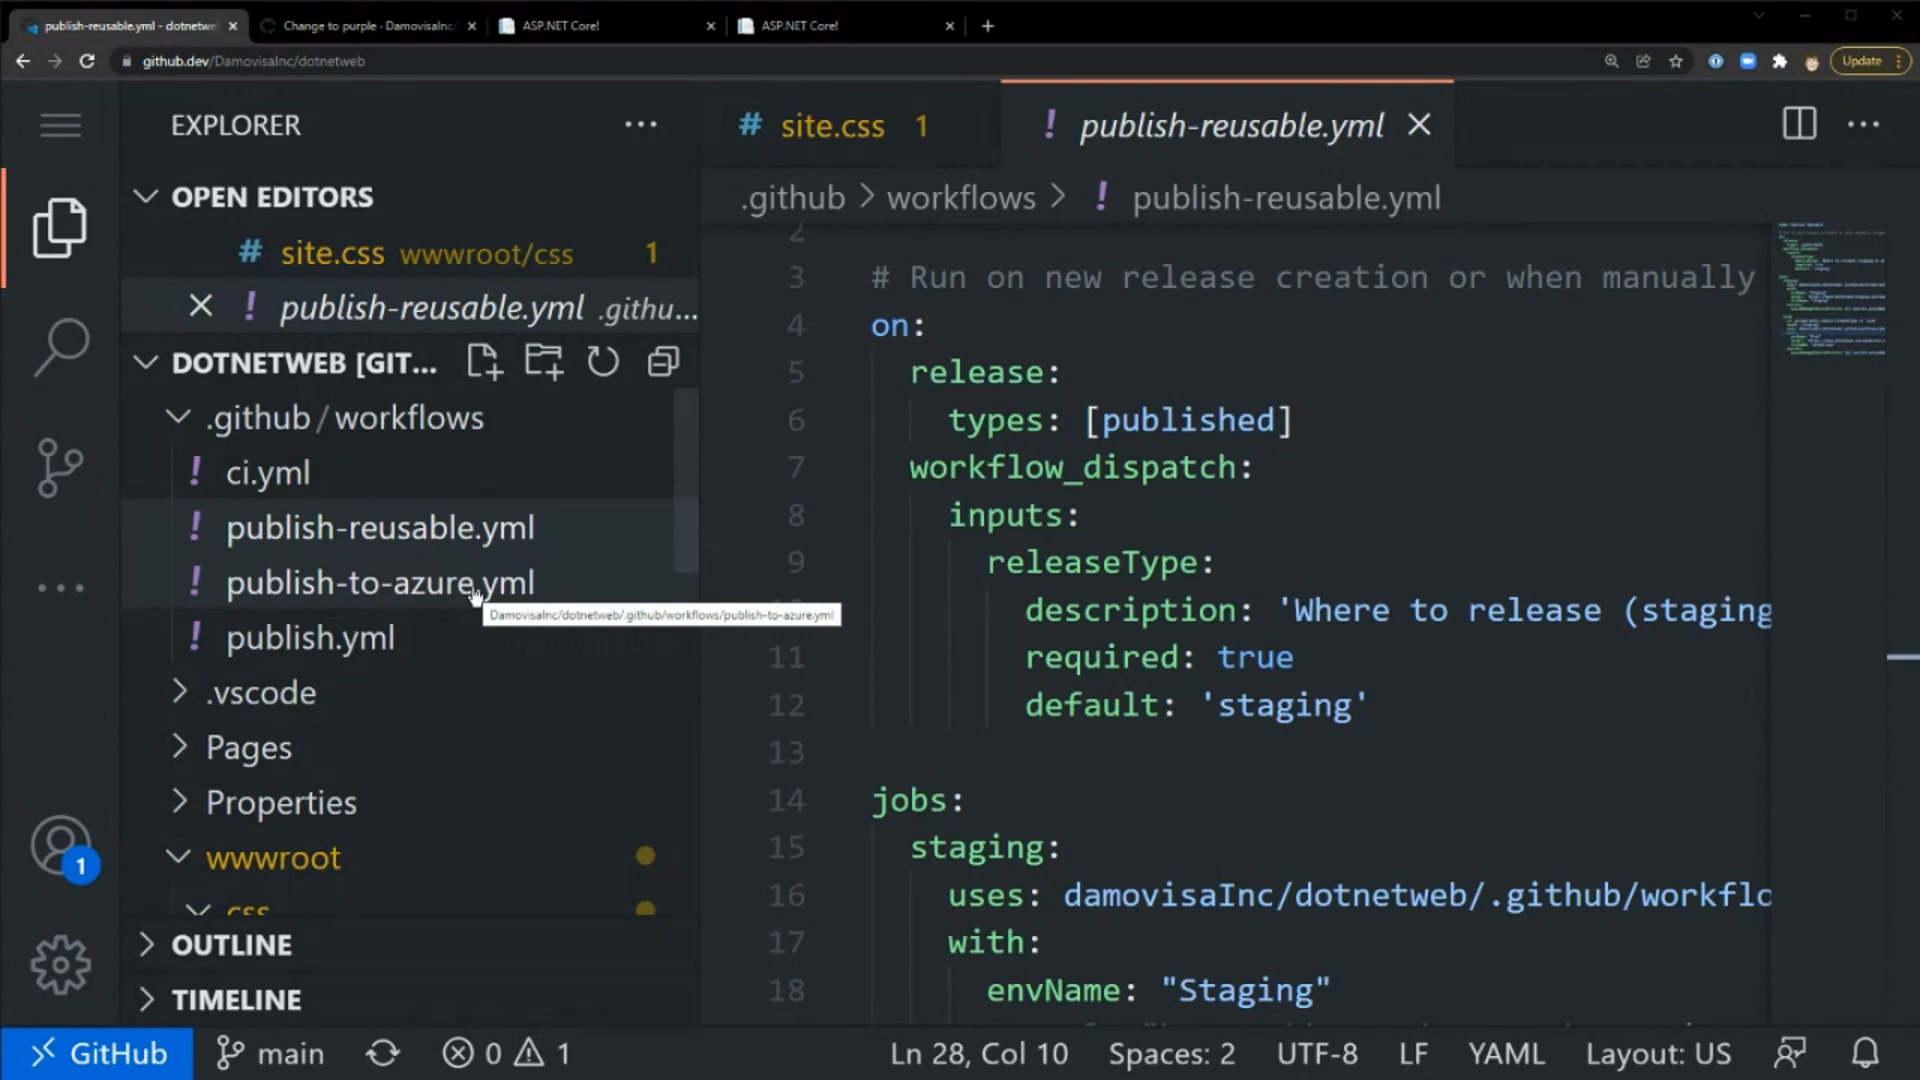 publish-reusable.yml - dotnetwe
Change to purple · DamovisaInc/
ASP.NET Core!
ASP.NET Core!
github.dev/DamovisaInc/dotnetweb
Update
EXPLORER
OPEN EDITORS
# site.css wwwroot/css 1
! publish-reusable.yml .githu...
DOTNETWEB [GIT...
.github / workflows
! ci.yml
! publish-reusable.yml
! publish-to-azure.yml
DamovisaInc/dotnetweb/.github/workflows/publish-to-azure.yml
! publish.yml
.vscode
Pages
Properties
wwwroot
css
OUTLINE
TIMELINE
1
# site.css 1
! publish-reusable.yml
.github > workflows > ! publish-reusable.yml
2
3 # Run on new release creation or when manually
4 on:
5 release:
6 types: [published]
7 workflow_dispatch:
8 inputs:
9 releaseType:
description: 'Where to release (staging
11 required: true
12 default: 'staging'
13
14 jobs:
15 staging:
16 uses: damovisaInc/dotnetweb/.github/workflo
17 with:
18 envName: "Staging"
GitHub
main
0 1
Ln 28, Col 10
Spaces: 2
UTF-8
LF
YAML
Layout: US